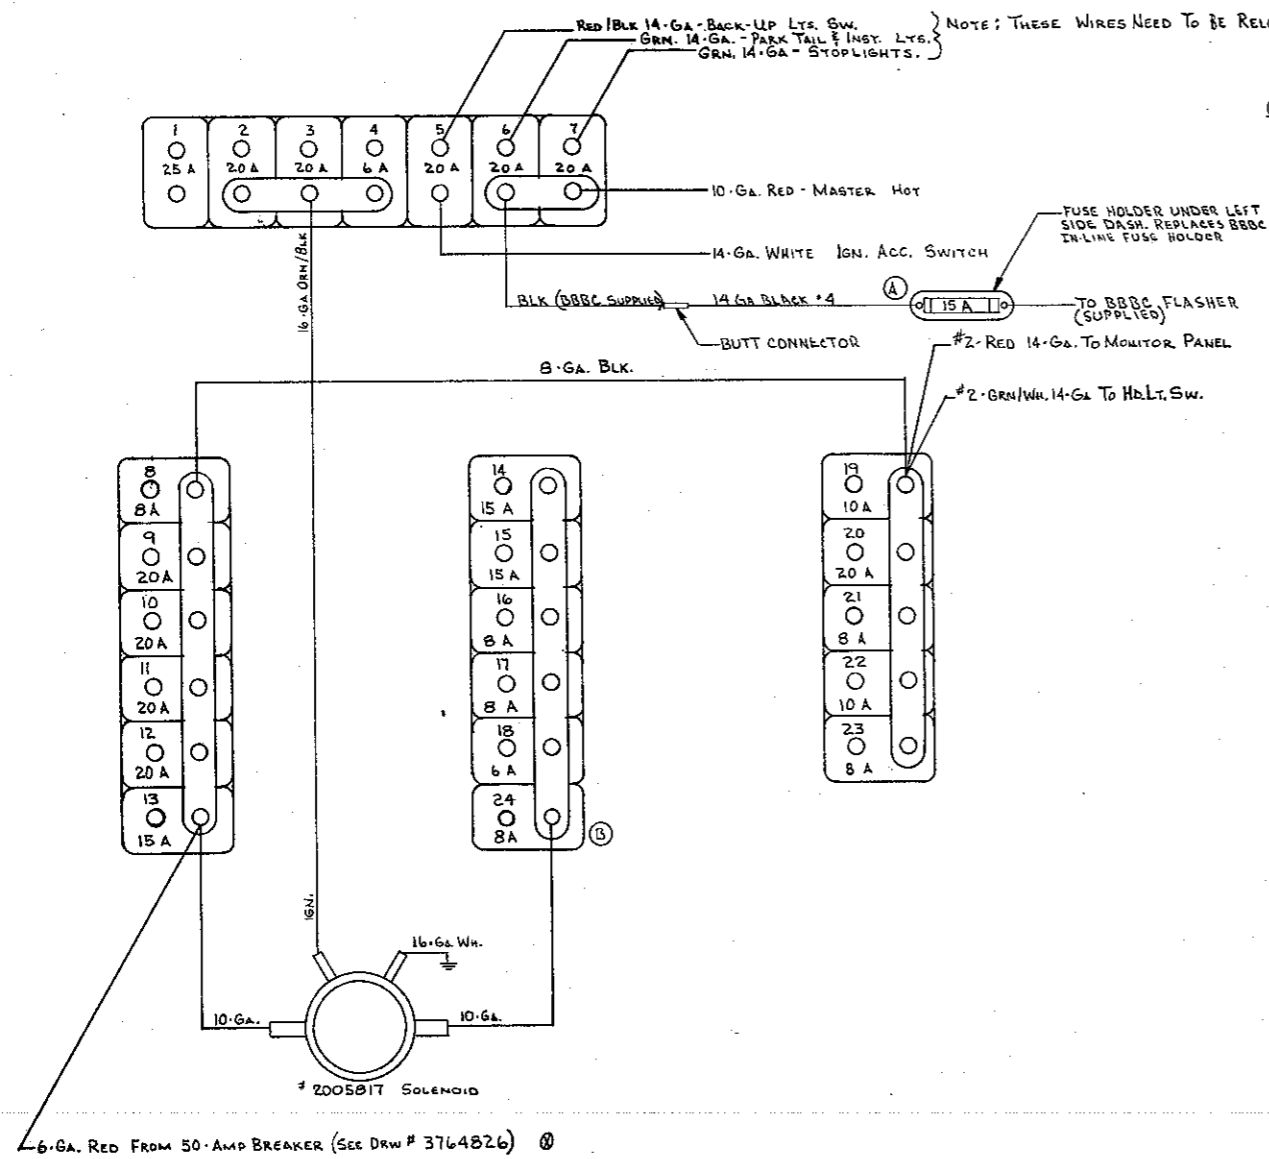 RED/BLK 14-GA-BACK-UP LTS. SW.
GRN. 14-GA. - PARK TAIL & INST. LTS.
GRN. 14-GA - STOPLIGHTS.
NOTE: THESE WIRES NEED TO BE
1 2 3 4 5 6 7
25 A 20 A 20 A 6 A 20 A 20 A 20 A
10-GA. RED - MASTER HOT
14-GA. WHITE IGN. ACC. SWITCH
FUSE HOLDER UNDER LEFT
SIDE DASH. REPLACES BBBC
IN-LINE FUSE HOLDER
16-GA ORN/BLK
BLK (BBBC SUPPLIED)
14 GA BLACK #4
A
15 A
TO BBBC FLASHER
(SUPPLIED)
BUTT CONNECTOR
#2-RED 14-GA. TO MONITOR PANEL
8-GA. BLK.
#2-GRN/WH. 14-GA TO HD.LT. SW.
8
8 A
9
20 A
10
20 A
11
20 A
12
20 A
13
15 A
14
15 A
15
15 A
16
8 A
17
8 A
18
6 A
24
8 A
B
19
10 A
20
20 A
21
8 A
22
10 A
23
8 A
IGN.
16-GA WH.
10-GA.
10-GA.
# 2005817 SOLENOID
6-GA. RED FROM 50-AMP BREAKER (SEE DRW # 3764826)